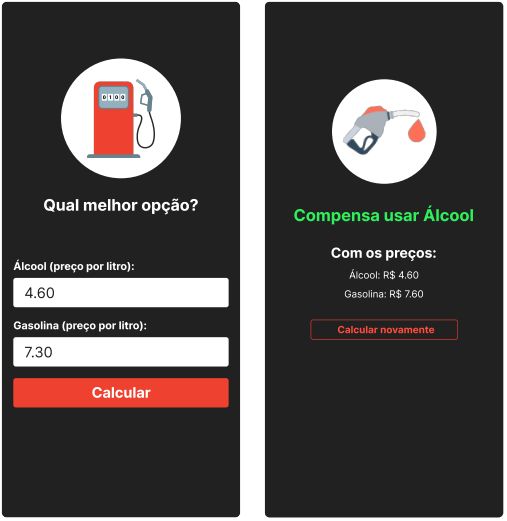 0100
Qual melhor opção?
Álcool (preço por litro):
4.60
Gasolina (preço por litro):
7.30
Calcular
Compensa usar Álcool
Com os preços:
Álcool: R$ 4.60
Gasolina: R$ 7.60
Calcular novamente